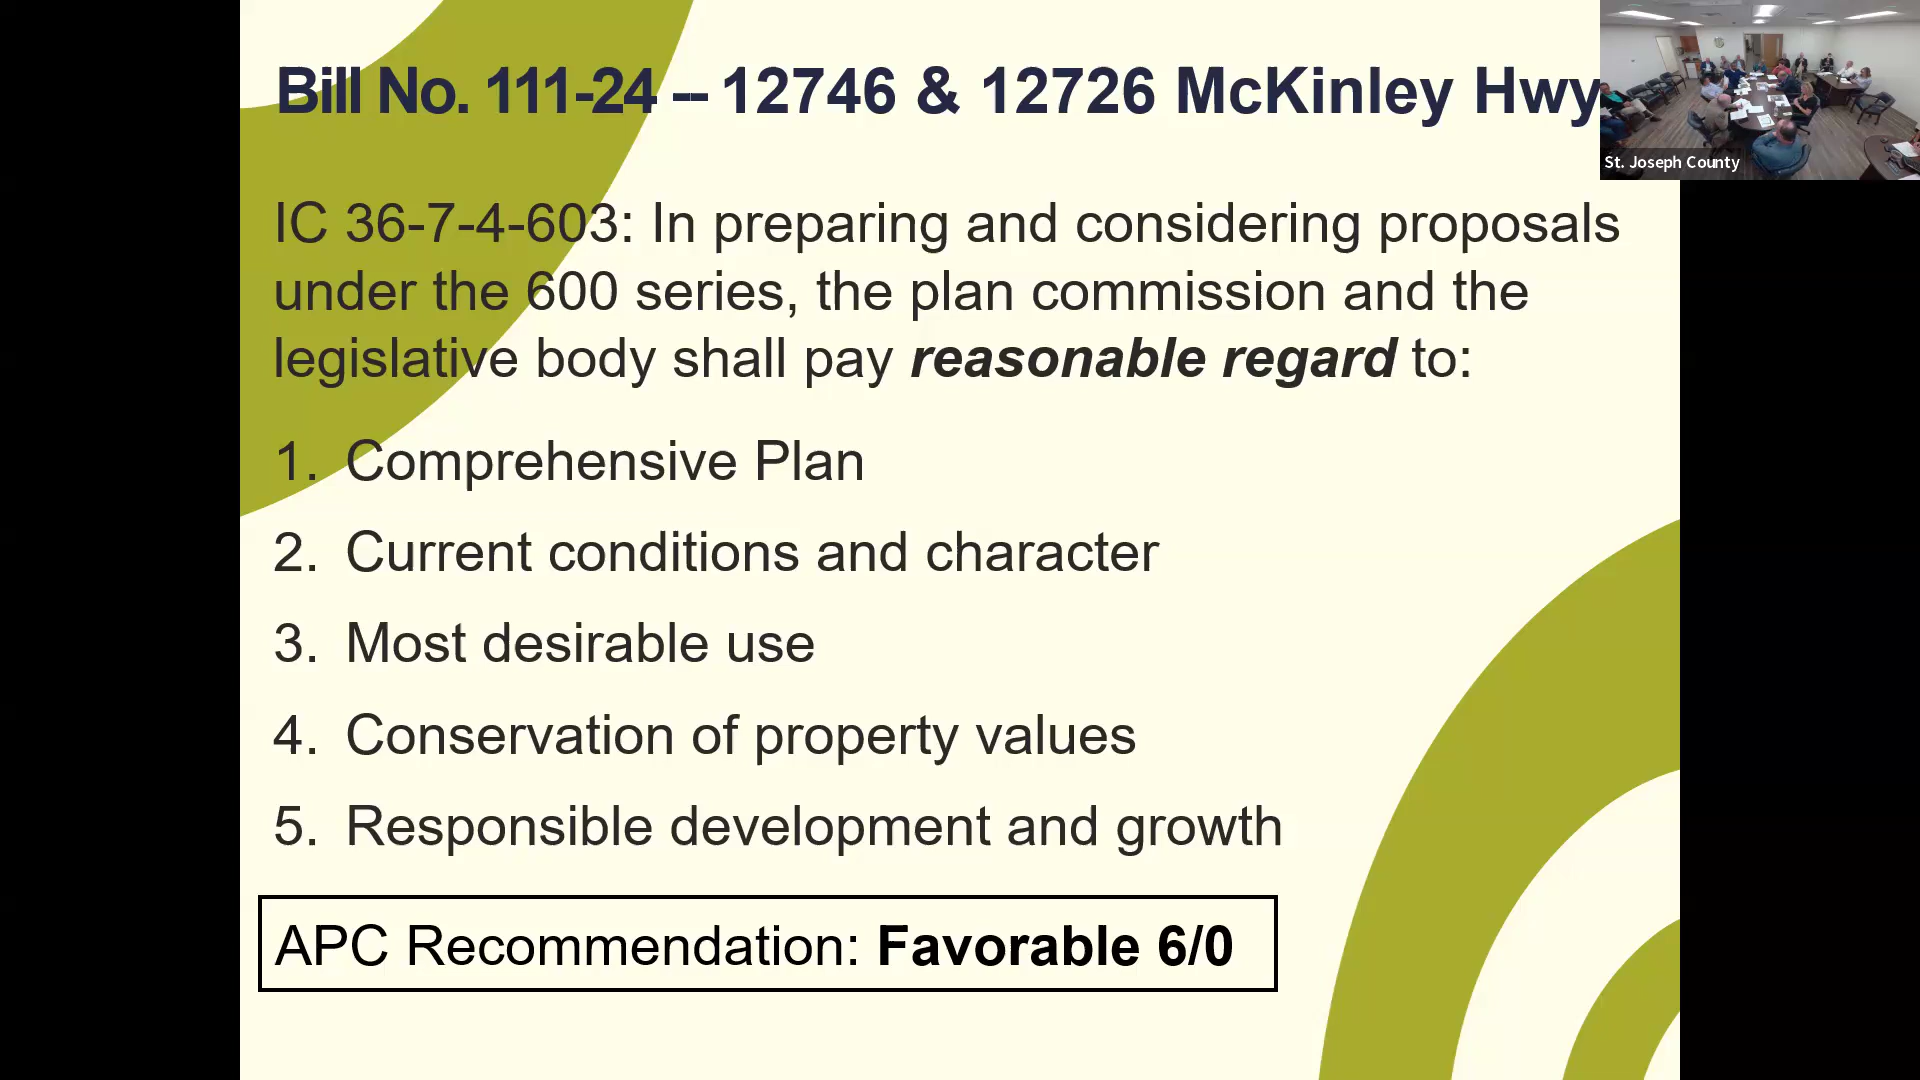 Bill No. 111-24 -- 12746 & 12726 McKinley Hwy
St. Joseph County
IC 36-7-4-603: In preparing and considering proposals
under the 600 series, the plan commission and the
legislative body shall pay reasonable regard to:
1. Comprehensive Plan
2. Current conditions and character
3. Most desirable use
4. Conservation of property values
5. Responsible development and growth
APC Recommendation: Favorable 6/0